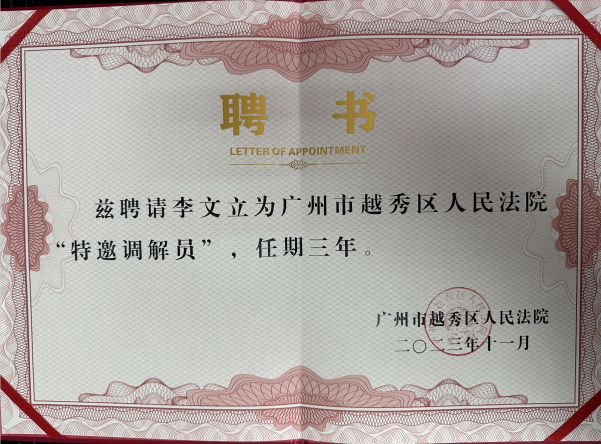 聘 书
LETTER OF APPOINTMENT
兹聘请李文立为广州市越秀区人民法院
“特邀调解员”，任期三年。
广州市越秀区人民法院
二〇二三年十一月